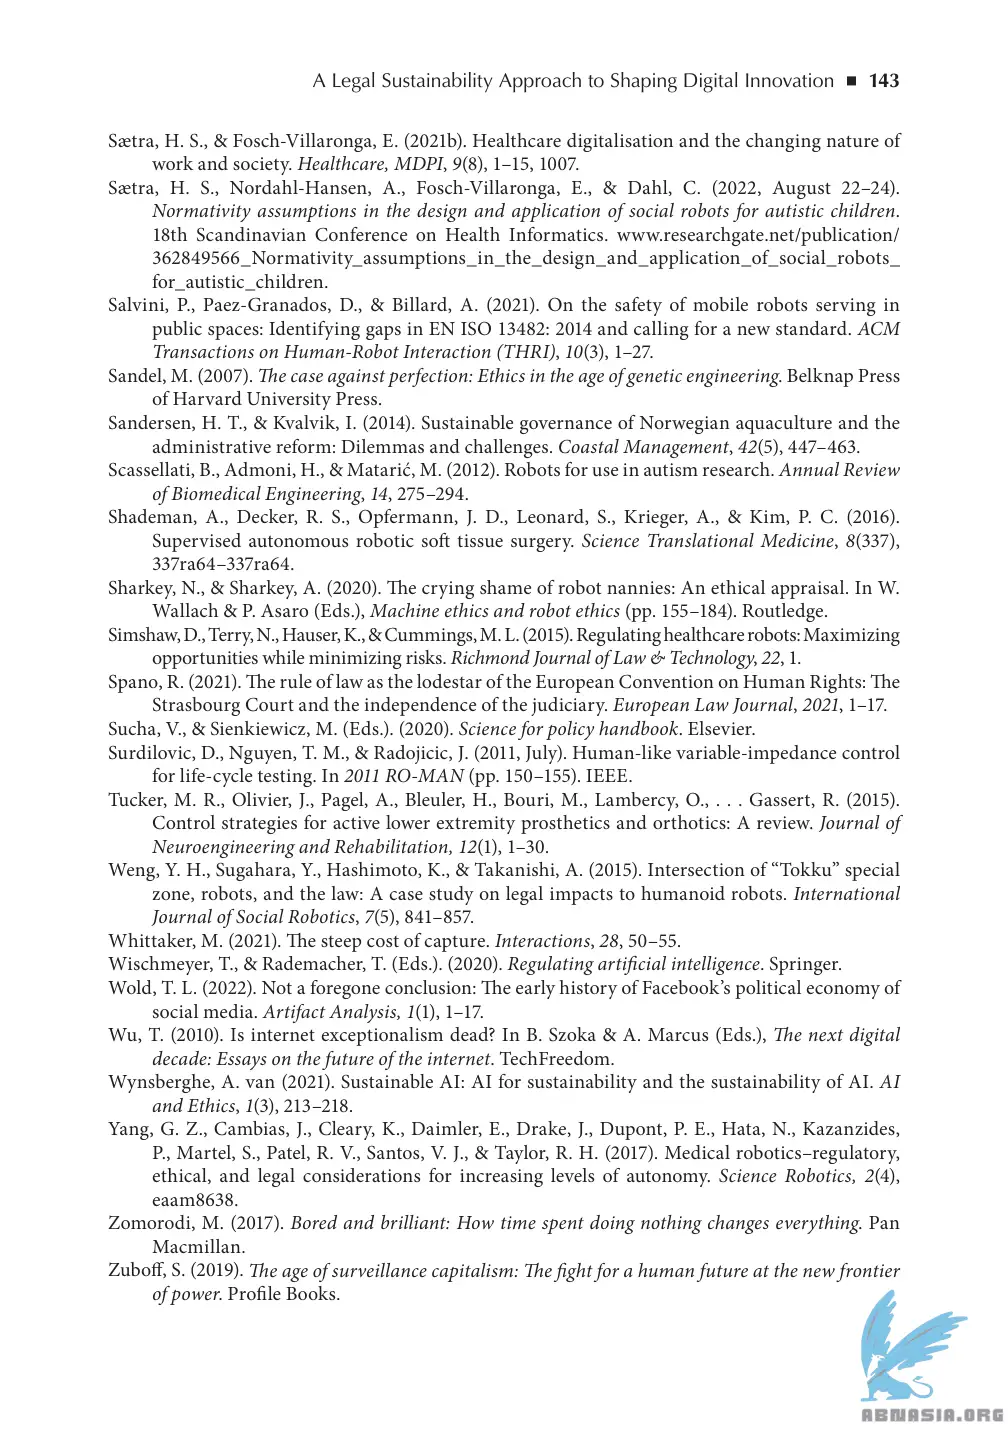 A Legal Sustainability Approach to Shaping Digital Innovation ■ 143
Sætra, H. S., & Fosch-Villaronga, E. (2021b). Healthcare digitalisation and the changing nature of
work and society. Healthcare, MDPI, 9(8), 1–15, 1007.
Sætra, H. S., Nordahl-Hansen, A., Fosch-Villaronga, E., & Dahl, C. (2022, August 22–24).
Normativity assumptions in the design and application of social robots for autistic children.
18th Scandinavian Conference on Health Informatics. www.researchgate.net/publication/
362849566_Normativity_assumptions_in_the_design_and_application_of_social_robots_
for_autistic_children.
Salvini, P., Paez-Granados, D., & Billard, A. (2021). On the safety of mobile robots serving in
public spaces: Identifying gaps in EN ISO 13482: 2014 and calling for a new standard. ACM
Transactions on Human-Robot Interaction (THRI), 10(3), 1–27.
Sandel, M. (2007). The case against perfection: Ethics in the age of genetic engineering. Belknap Press
of Harvard University Press.
Sandersen, H. T., & Kvalvik, I. (2014). Sustainable governance of Norwegian aquaculture and the
administrative reform: Dilemmas and challenges. Coastal Management, 42(5), 447–463.
Scassellati, B., Admoni, H., & Matarić, M. (2012). Robots for use in autism research. Annual Review
of Biomedical Engineering, 14, 275–294.
Shademan, A., Decker, R. S., Opfermann, J. D., Leonard, S., Krieger, A., & Kim, P. C. (2016).
Supervised autonomous robotic soft tissue surgery. Science Translational Medicine, 8(337),
337ra64–337ra64.
Sharkey, N., & Sharkey, A. (2020). The crying shame of robot nannies: An ethical appraisal. In W.
Wallach & P. Asaro (Eds.), Machine ethics and robot ethics (pp. 155–184). Routledge.
Simshaw, D., Terry, N., Hauser, K., & Cummings, M. L. (2015). Regulating healthcare robots: Maximizing
opportunities while minimizing risks. Richmond Journal of Law & Technology, 22, 1.
Spano, R. (2021). The rule of law as the lodestar of the European Convention on Human Rights: The
Strasbourg Court and the independence of the judiciary. European Law Journal, 2021, 1–17.
Sucha, V., & Sienkiewicz, M. (Eds.). (2020). Science for policy handbook. Elsevier.
Surdilovic, D., Nguyen, T. M., & Radojicic, J. (2011, July). Human-like variable-impedance control
for life-cycle testing. In 2011 RO-MAN (pp. 150–155). IEEE.
Tucker, M. R., Olivier, J., Pagel, A., Bleuler, H., Bouri, M., Lambercy, O., . . . Gassert, R. (2015).
Control strategies for active lower extremity prosthetics and orthotics: A review. Journal of
Neuroengineering and Rehabilitation, 12(1), 1–30.
Weng, Y. H., Sugahara, Y., Hashimoto, K., & Takanishi, A. (2015). Intersection of “Tokku” special
zone, robots, and the law: A case study on legal impacts to humanoid robots. International
Journal of Social Robotics, 7(5), 841–857.
Whittaker, M. (2021). The steep cost of capture. Interactions, 28, 50–55.
Wischmeyer, T., & Rademacher, T. (Eds.). (2020). Regulating artificial intelligence. Springer.
Wold, T. L. (2022). Not a foregone conclusion: The early history of Facebook’s political economy of
social media. Artifact Analysis, 1(1), 1–17.
Wu, T. (2010). Is internet exceptionalism dead? In B. Szoka & A. Marcus (Eds.), The next digital
decade: Essays on the future of the internet. TechFreedom.
Wynsberghe, A. van (2021). Sustainable AI: AI for sustainability and the sustainability of AI. AI
and Ethics, 1(3), 213–218.
Yang, G. Z., Cambias, J., Cleary, K., Daimler, E., Drake, J., Dupont, P. E., Hata, N., Kazanzides,
P., Martel, S., Patel, R. V., Santos, V. J., & Taylor, R. H. (2017). Medical robotics–regulatory,
ethical, and legal considerations for increasing levels of autonomy. Science Robotics, 2(4),
eaam8638.
Zomorodi, M. (2017). Bored and brilliant: How time spent doing nothing changes everything. Pan
Macmillan.
Zuboff, S. (2019). The age of surveillance capitalism: The fight for a human future at the new frontier
of power. Profile Books.
ABNASIA.ORG